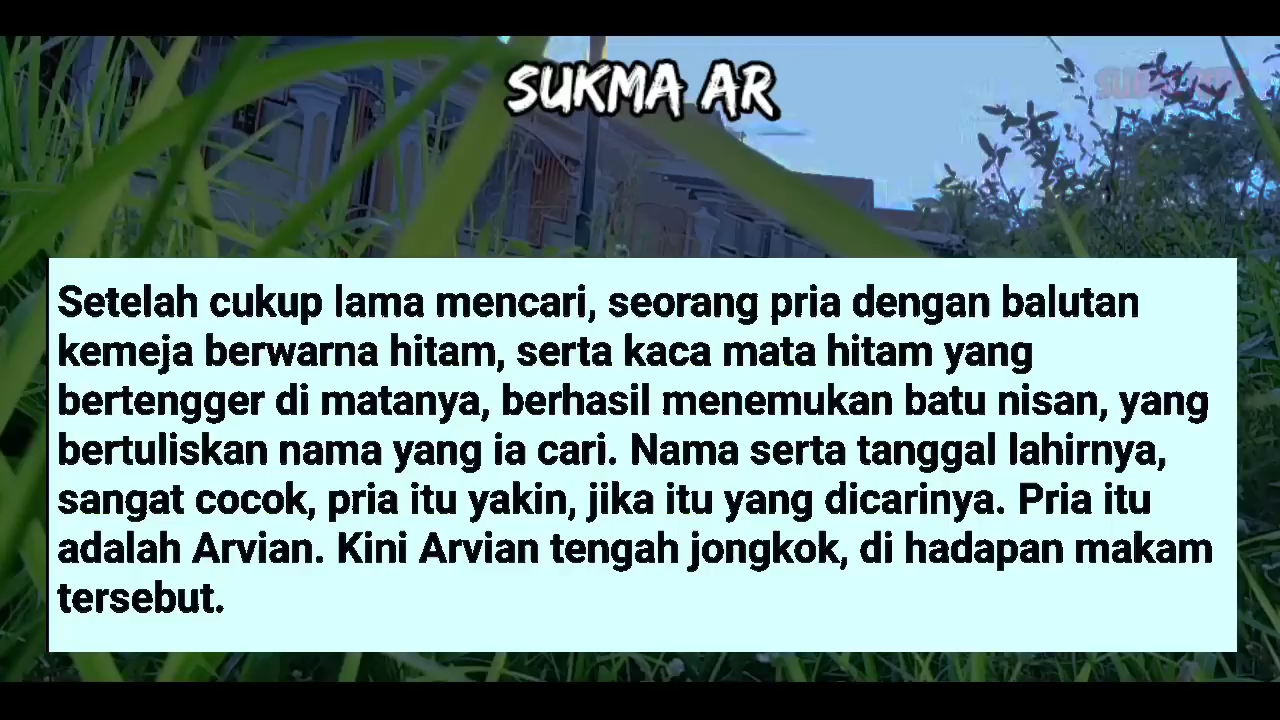 SUKMA AR
Setelah cukup lama mencari, seorang pria dengan balutan
kemeja berwarna hitam, serta kaca mata hitam yang
bertengger di matanya, berhasil menemukan batu nisan, yang
bertuliskan nama yang ia cari. Nama serta tanggal lahirnya,
sangat cocok, pria itu yakin, jika itu yang dicarinya. Pria itu
adalah Arvian. Kini Arvian tengah jongkok, di hadapan makam
tersebut.